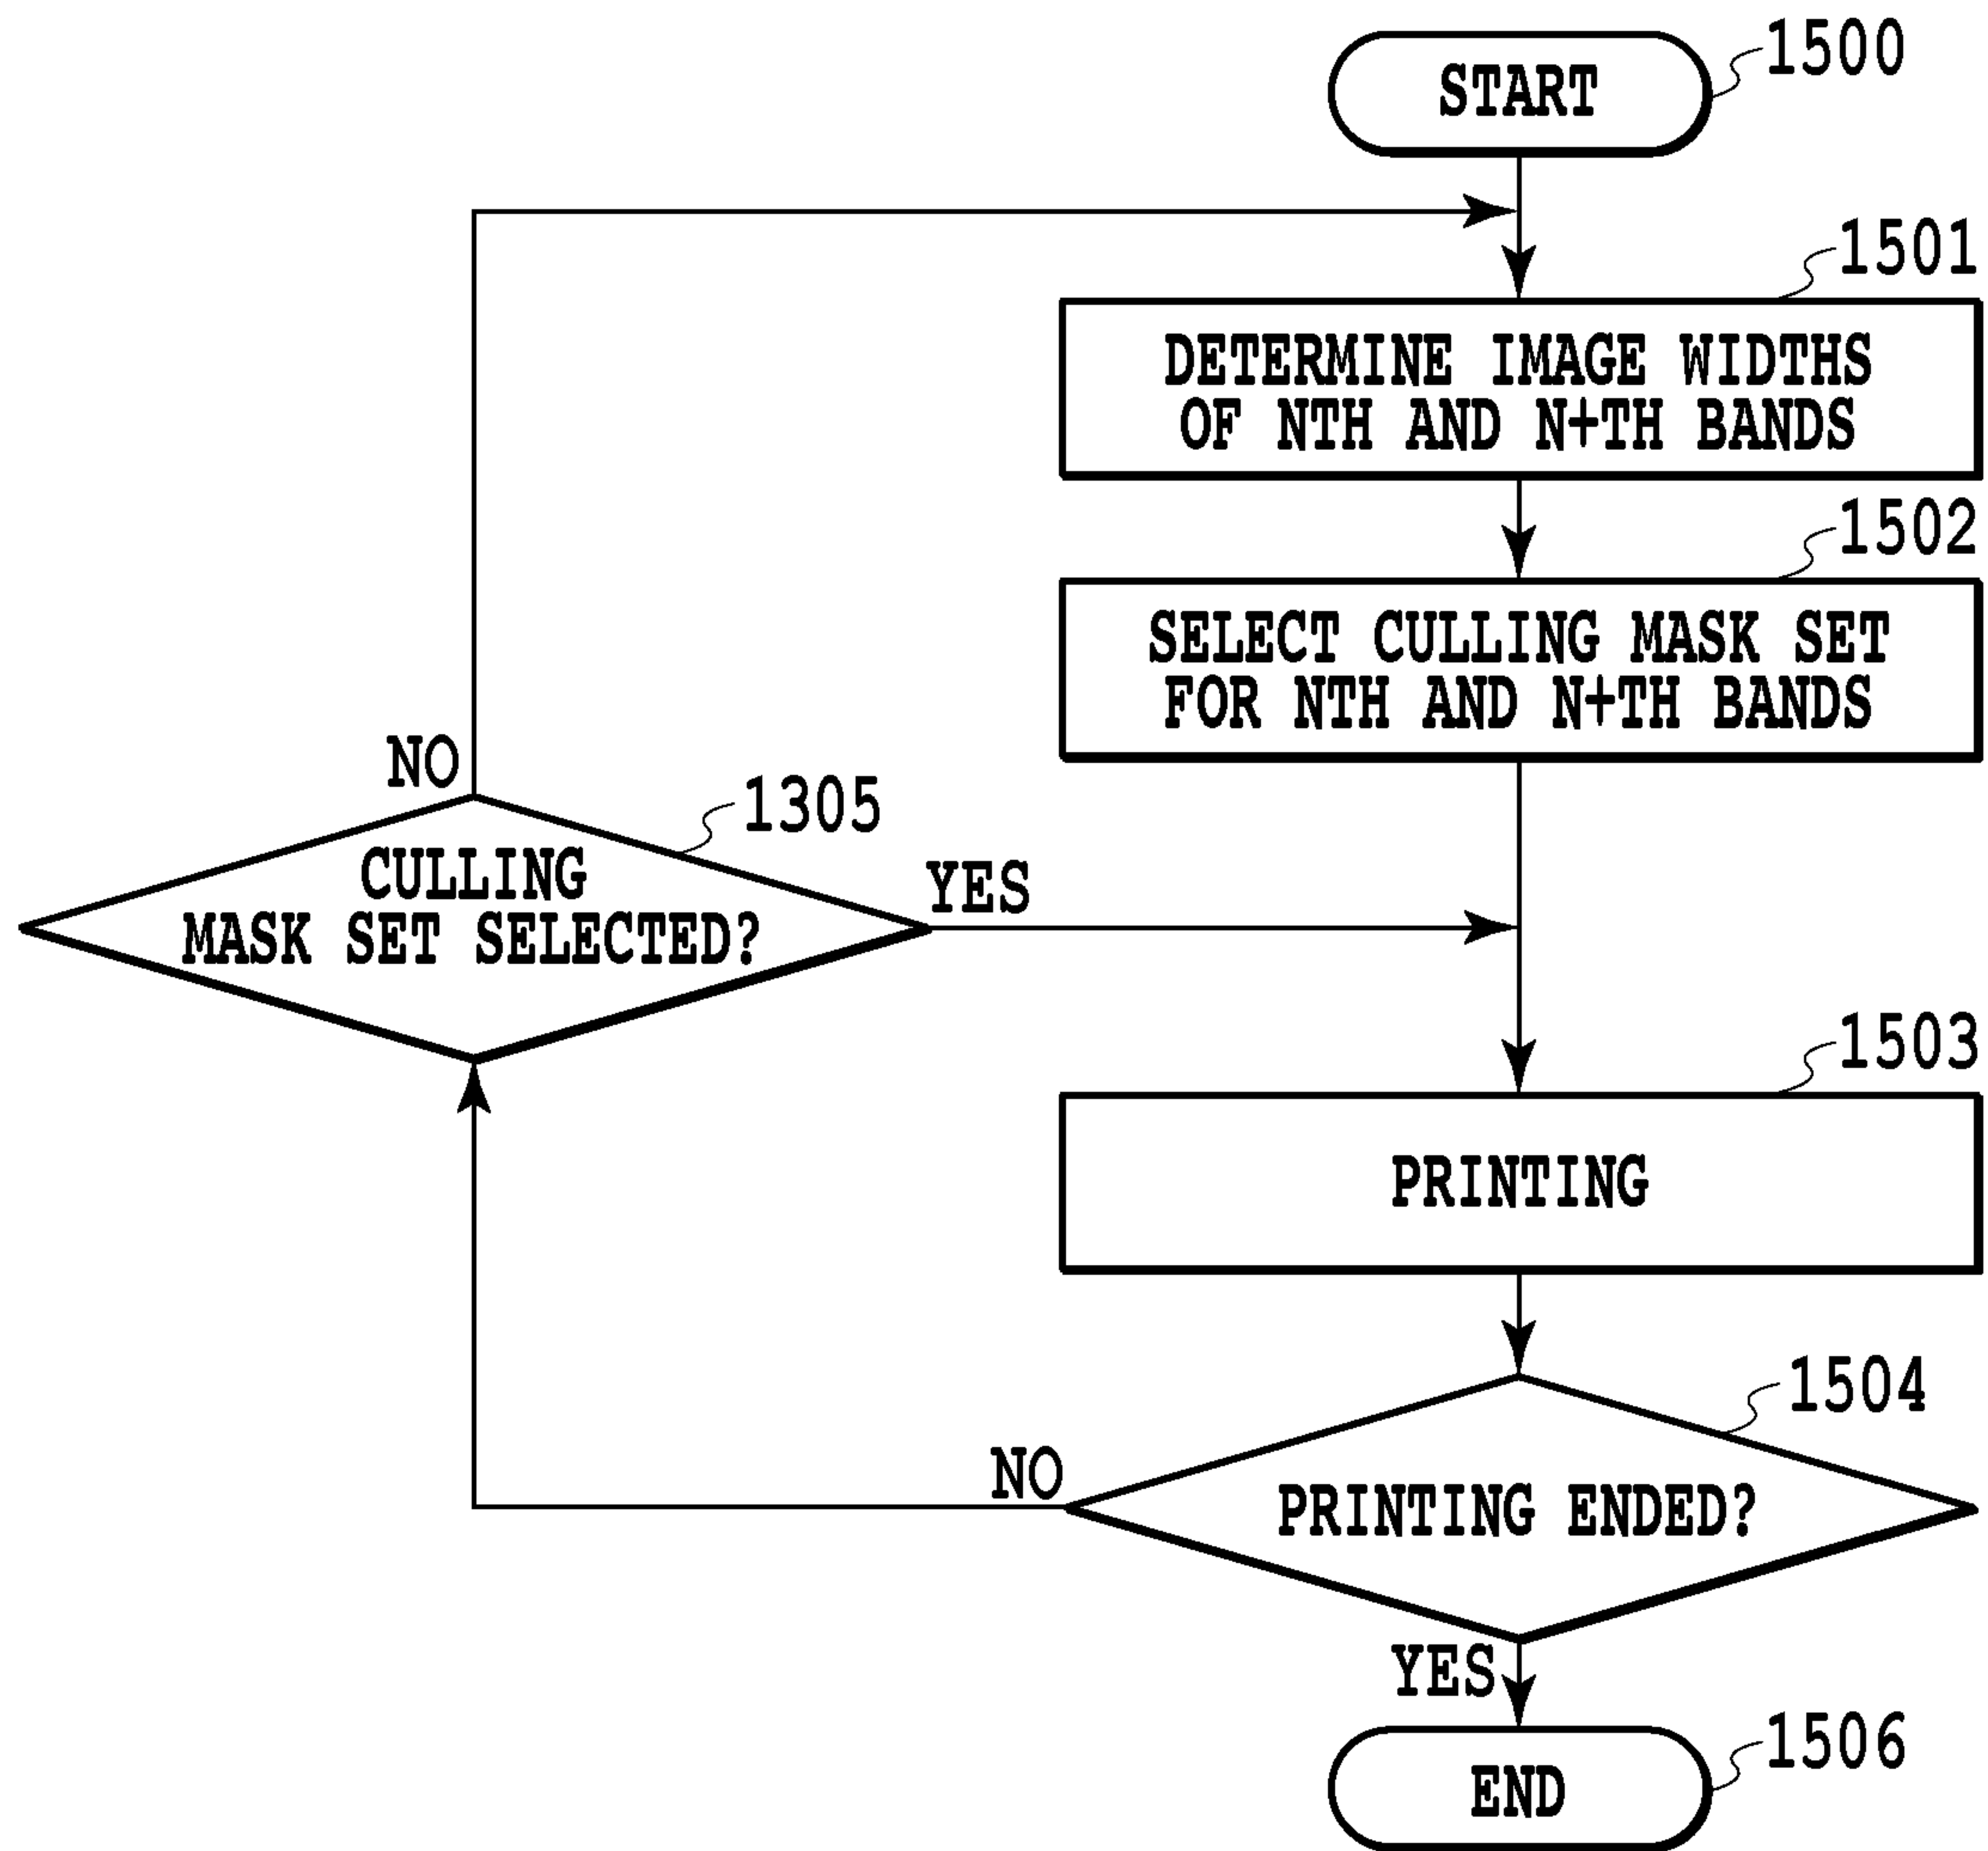 START
1500
1501
DETERMINE IMAGE WIDTHS
OF NTH AND N+TH BANDS
1502
SELECT CULLING MASK SET
FOR NTH AND N+TH BANDS
NO
1305
CULLING
MASK SET SELECTED?
YES
1503
PRINTING
1504
NO
PRINTING ENDED?
YES
1506
END